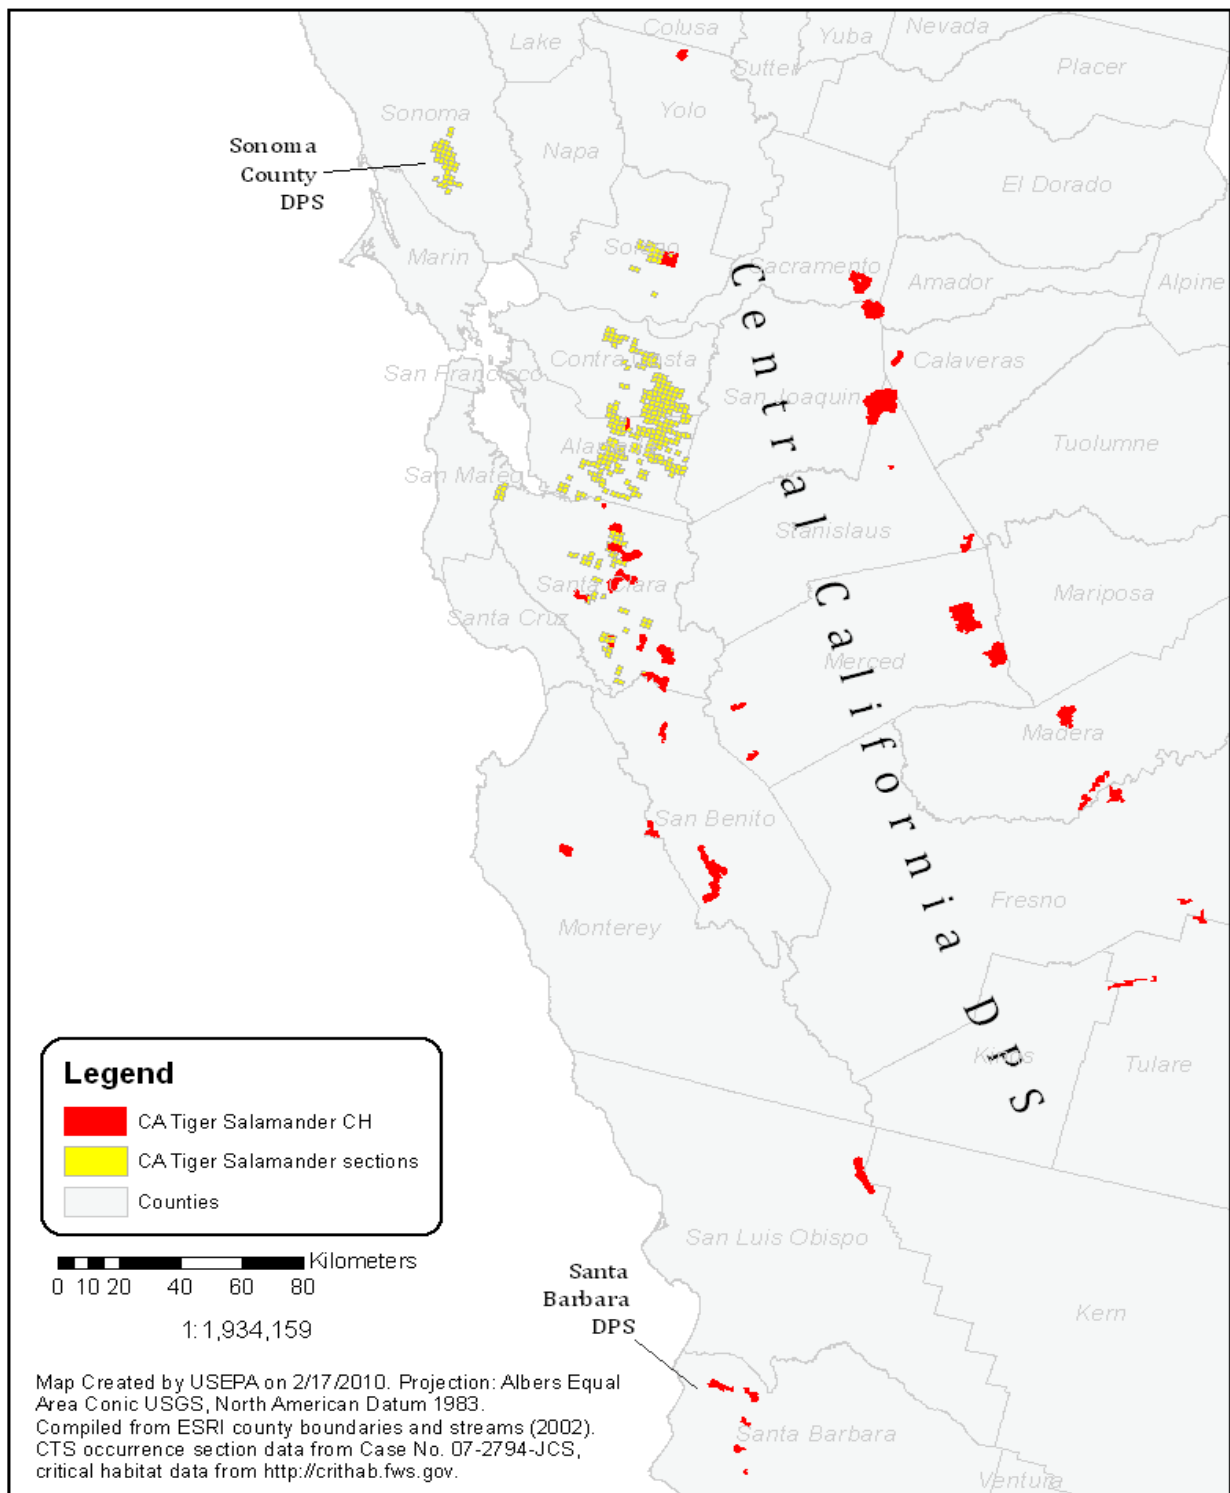 Colusa
Nevada
Lake
Yuba
Sutter
Placer
Sonoma
Yolo
Sonoma
County
DPS
Napa
El Dorado
Marin
Solano
Sacramento
Amador
Alpine
Contra Costa
San Francisco
Calaveras
San Joaquin
Alameda
Tuolumne
San Mateo
Stanislaus
Santa Clara
Mariposa
Santa Cruz
Merced
Madera
San Benito
Fresno
Monterey
Central California DPS
Kings
Tulare
Legend
CA Tiger Salamander CH
CA Tiger Salamander sections
Counties
Kilometers
0 10 20 40 60 80
1:1,934,159
San Luis Obispo
Santa
Barbara
DPS
Kern
Santa Barbara
Ventura
Map Created by USEPA on 2/17/2010. Projection: Albers Equal
Area Conic USGS, North American Datum 1983.
Compiled from ESRI county boundaries and streams (2002).
CTS occurrence section data from Case No. 07-2794-JCS,
critical habitat data from http://crithab.fws.gov.